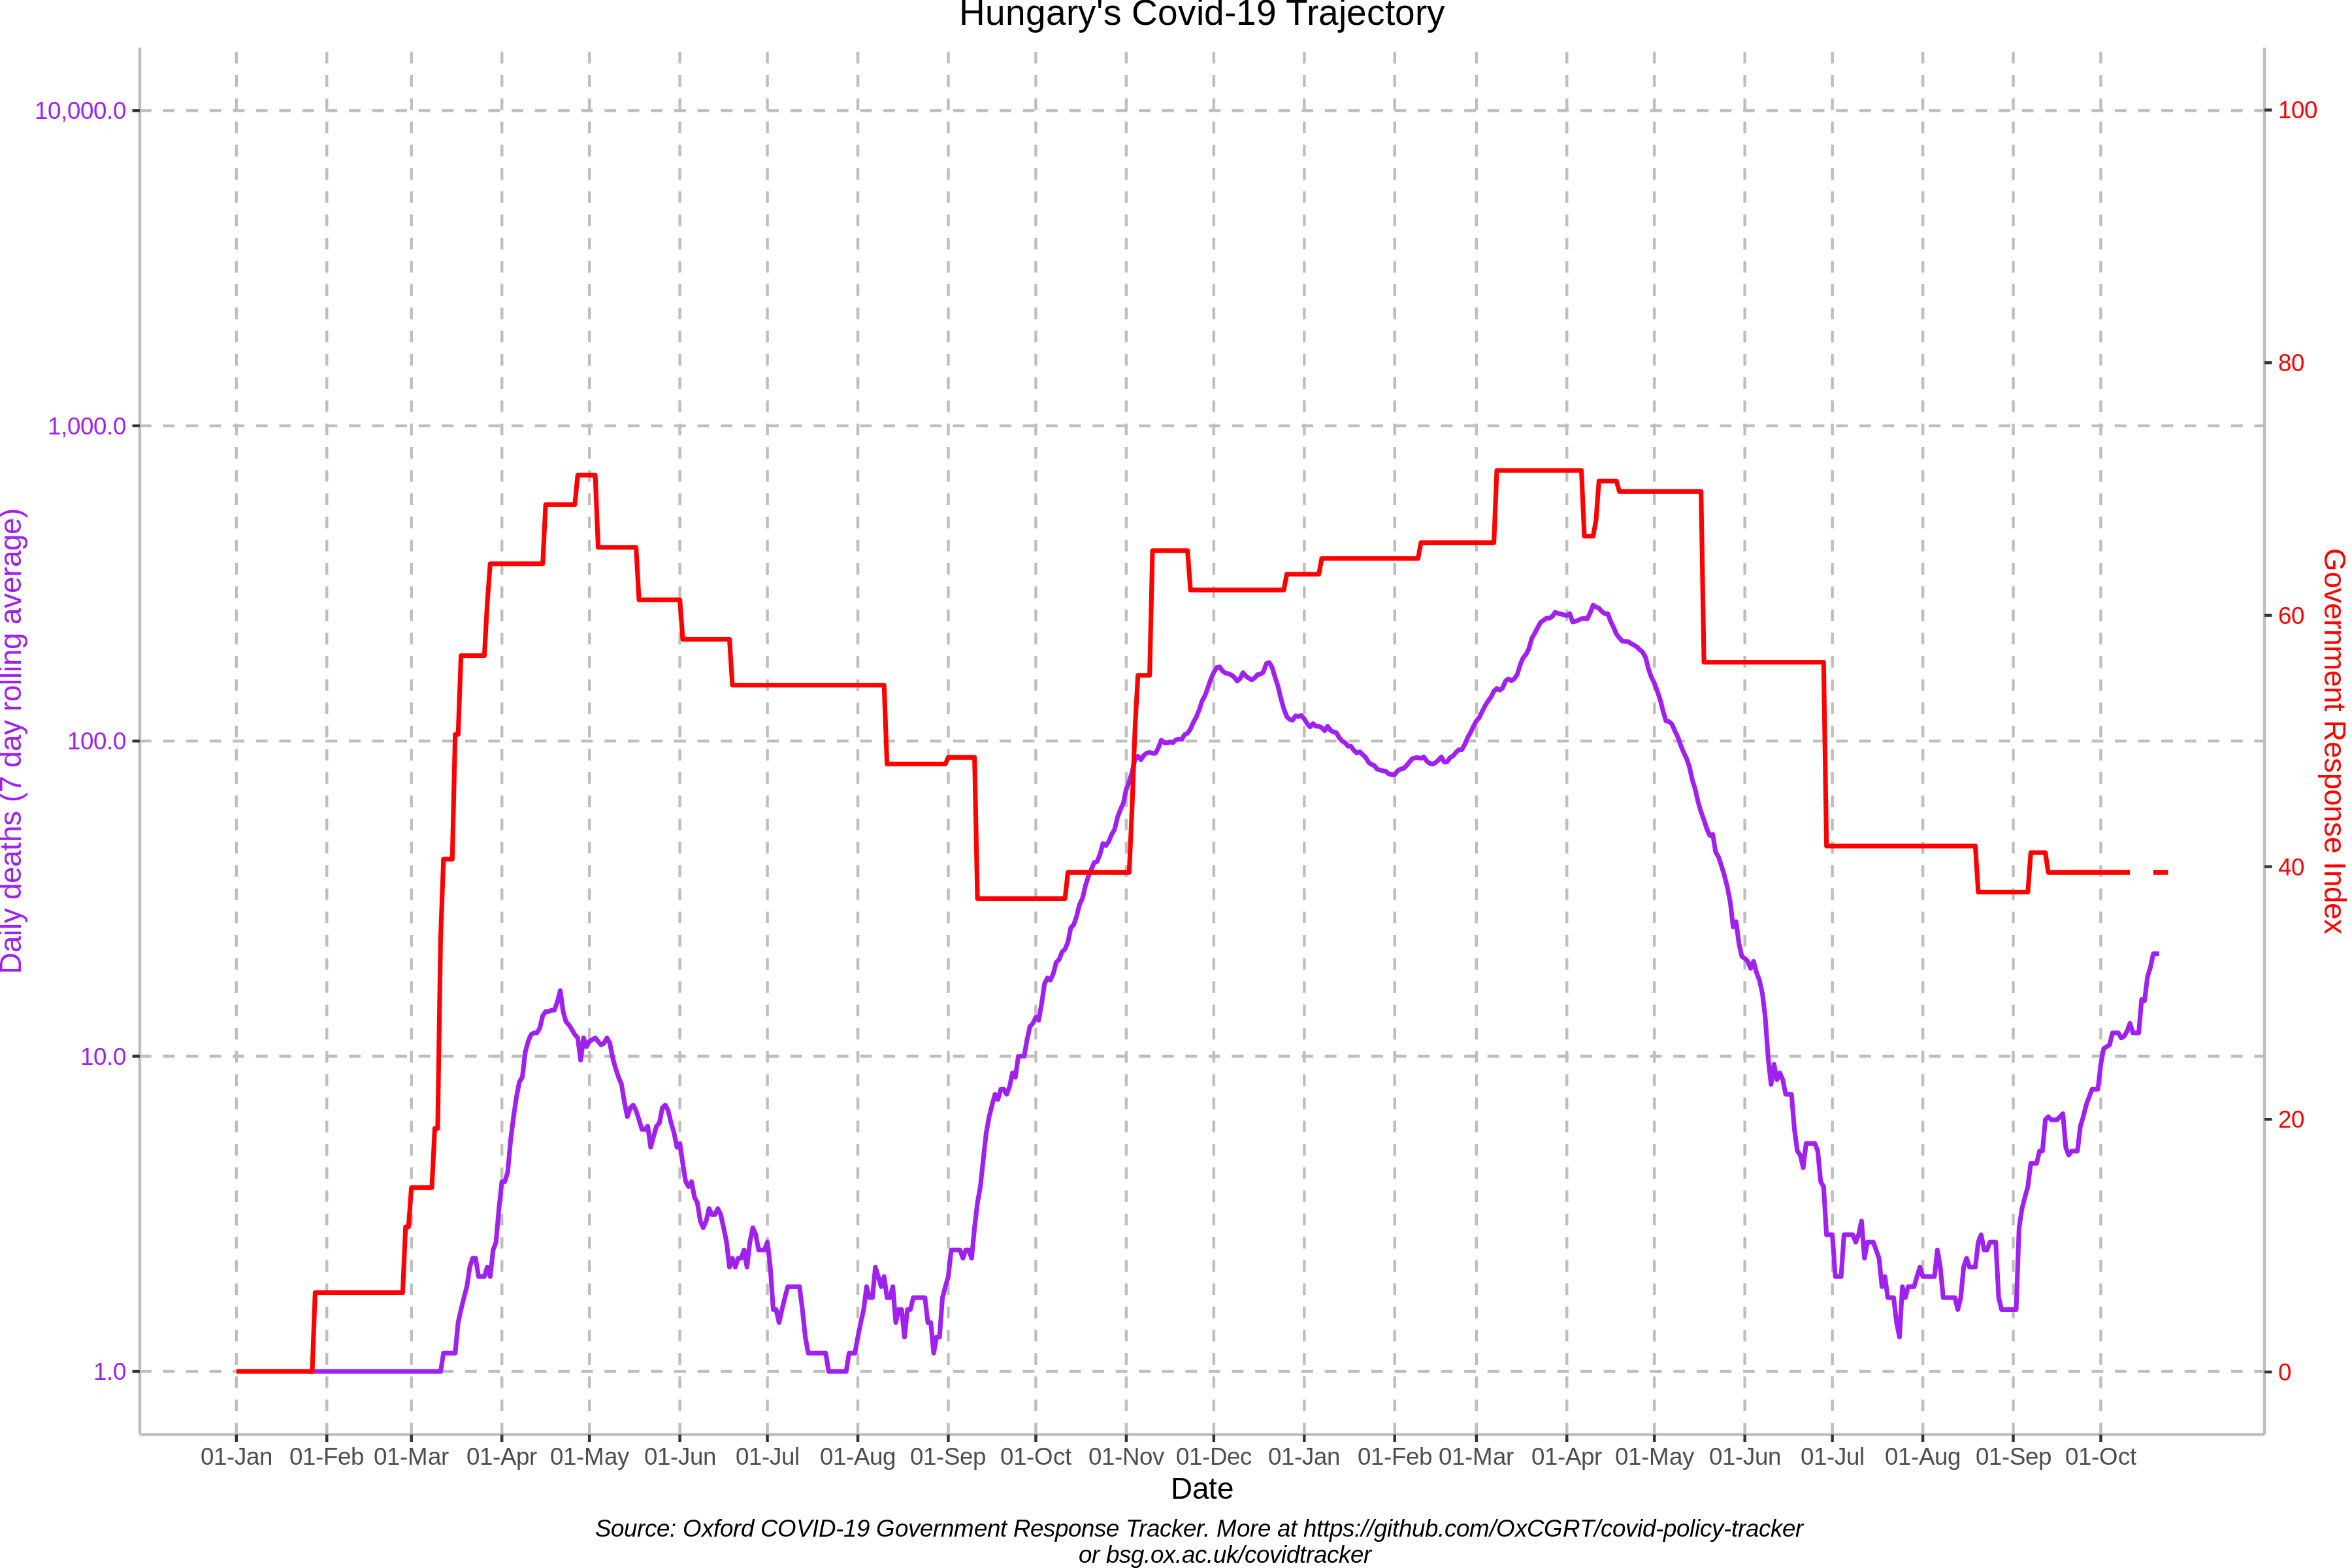 Hungary's Covid-19 Trajectory
10,000.0
1,000.0
100.0
10.0
1.0
Daily deaths (7 day rolling average)
100
80
60
40
20
0
Government Response Index
01-Jan 01-Feb 01-Mar 01-Apr 01-May 01-Jun 01-Jul 01-Aug 01-Sep 01-Oct 01-Nov 01-Dec 01-Jan 01-Feb 01-Mar 01-Apr 01-May 01-Jun 01-Jul 01-Aug 01-Sep 01-Oct
Date
Source: Oxford COVID-19 Government Response Tracker. More at https://github.com/OxCGRT/covid-policy-tracker
or bsg.ox.ac.uk/covidtracker